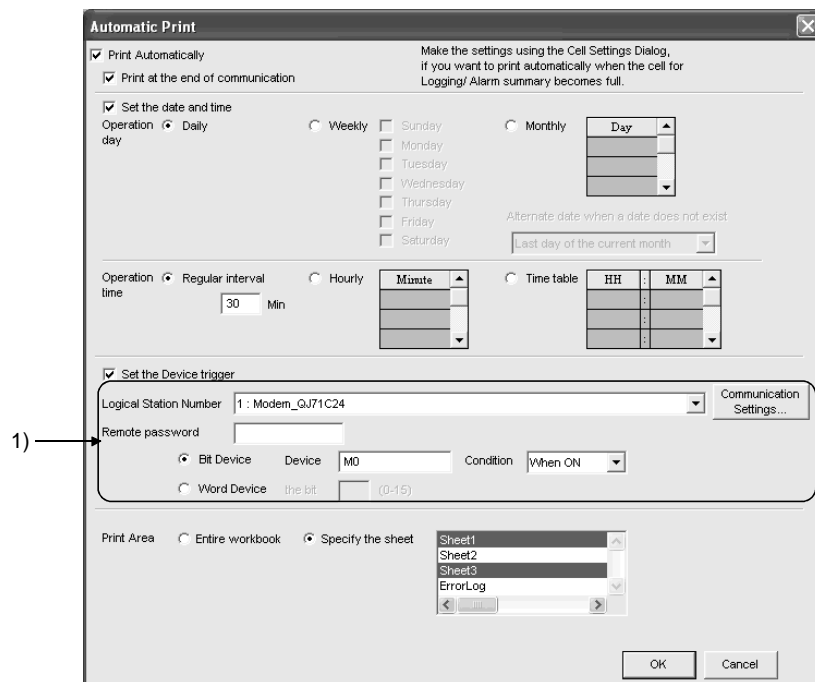 Automatic Print
Print Automatically
Make the settings using the Cell Settings Dialog,
if you want to print automatically when the cell for
Logging/ Alarm summary becomes full.
Print at the end of communication
Set the date and time
Operation day
Daily
Weekly
Sunday
Monday
Tuesday
Wednesday
Thursday
Friday
Saturday
Monthly
Day
Alternate date when a date does not exist
Last day of the current month
Operation time
Regular interval
30 Min
Hourly
Minute
Time table
HH : MM
:
:
:
Set the Device trigger
1)
Logical Station Number 1 : Modem_QJ71C24
Communication
Settings...
Remote password
Bit Device Device M0 Condition When ON
Word Device the bit (0-15)
Print Area Entire workbook Specify the sheet
Sheet1
Sheet2
Sheet3
ErrorLog
OK Cancel